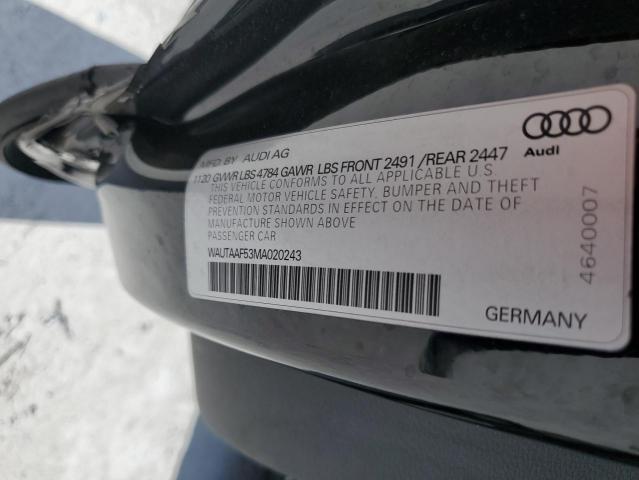 MFD. BY AUDI AG
1120 GVWR LBS 4784 GAWR LBS FRONT 2491 /REAR 2447
THIS VEHICLE CONFORMS TO ALL APPLICABLE U.S
FEDERAL MOTOR VEHICLE SAFETY, BUMPER AND THEFT
PREVENTION STANDARDS IN EFFECT ON THE DATE OF
MANUFACTURE SHOWN ABOVE
PASSENGER CAR
WAUTAAF53MA020243
Audi
4640007
GERMANY